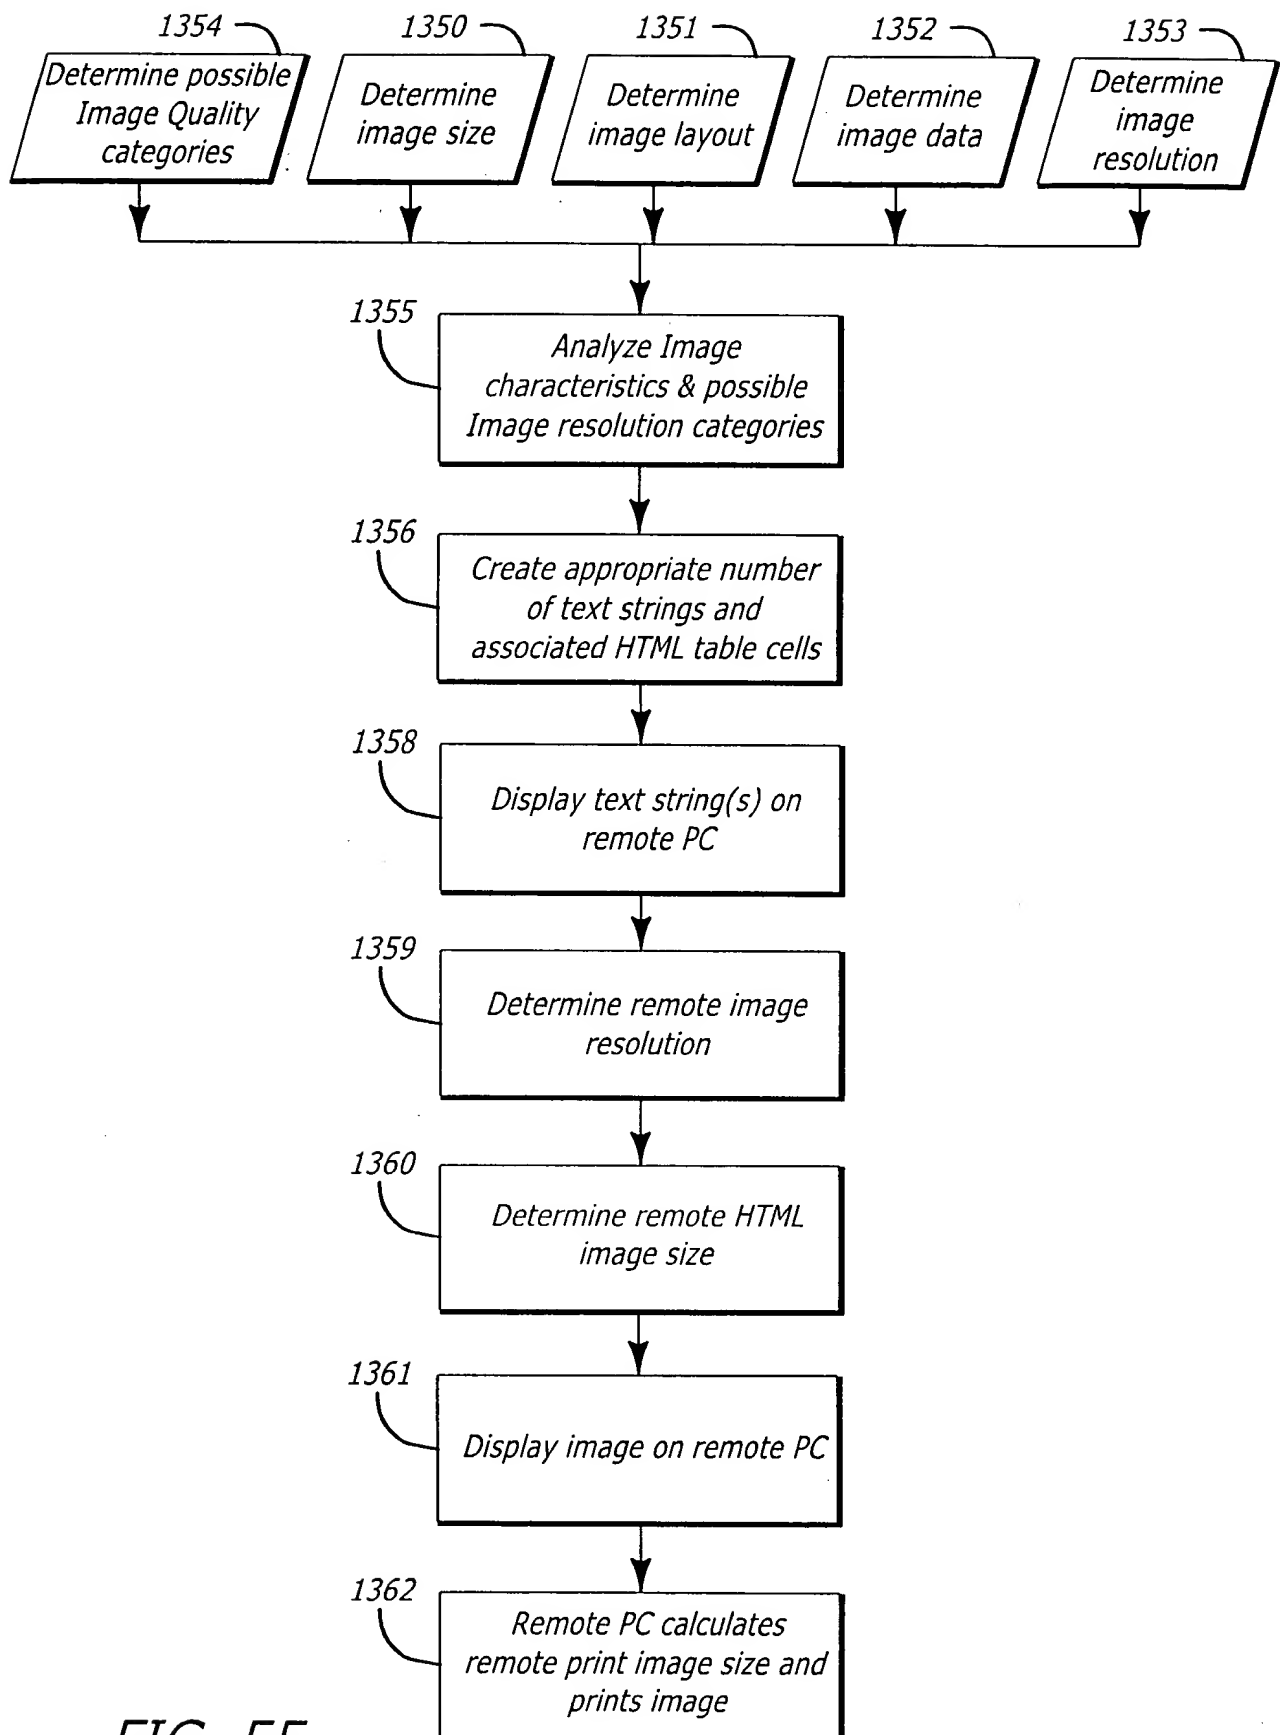 1354
1350
1351
1352
1353
Determine possible
Image Quality
categories
Determine
image size
Determine
image layout
Determine
image data
Determine
image
resolution
1355
Analyze Image
characteristics & possible
Image resolution categories
1356
Create appropriate number
of text strings and
associated HTML table cells
1358
Display text string(s) on
remote PC
1359
Determine remote image
resolution
1360
Determine remote HTML
image size
1361
Display image on remote PC
1362
Remote PC calculates
remote print image size and
prints image